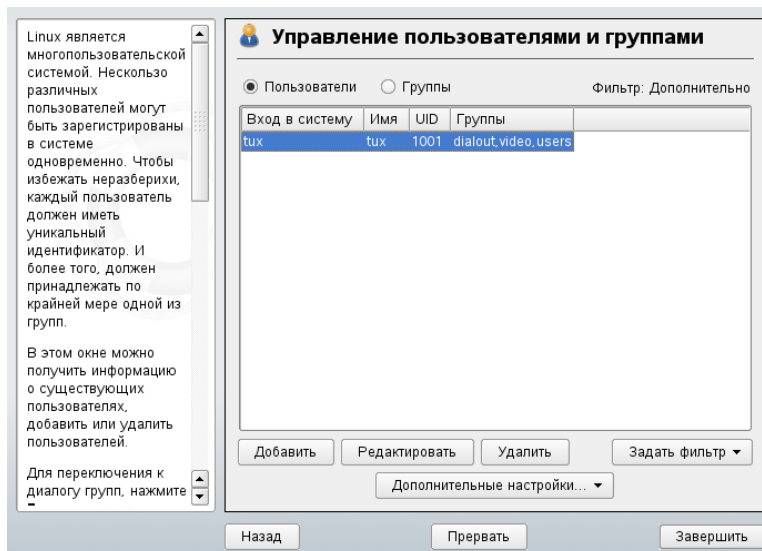 Linux является
многопользовательской
системой. Нескользо
различных
пользователей могут
быть зарегистрированы
в системе
одновременно. Чтобы
избежать неразберихи,
каждый пользователь
должен иметь
уникальный
идентификатор. И
более того, должен
принадлежать по
крайней мере одной из
групп.
В этом окне можно
получить информацию
о существующих
пользователях,
добавить или удалить
пользователей.
Для переключения к
диалогу групп, нажмите
Управление пользователями и группами
Пользователи Группы Фильтр: Дополнительно
Вход в систему Имя UID Группы
tux tux 1001 dialout,video,users
Добавить Редактировать Удалить Задать фильтр
Дополнительные настройки...
Назад Прервать Завершить